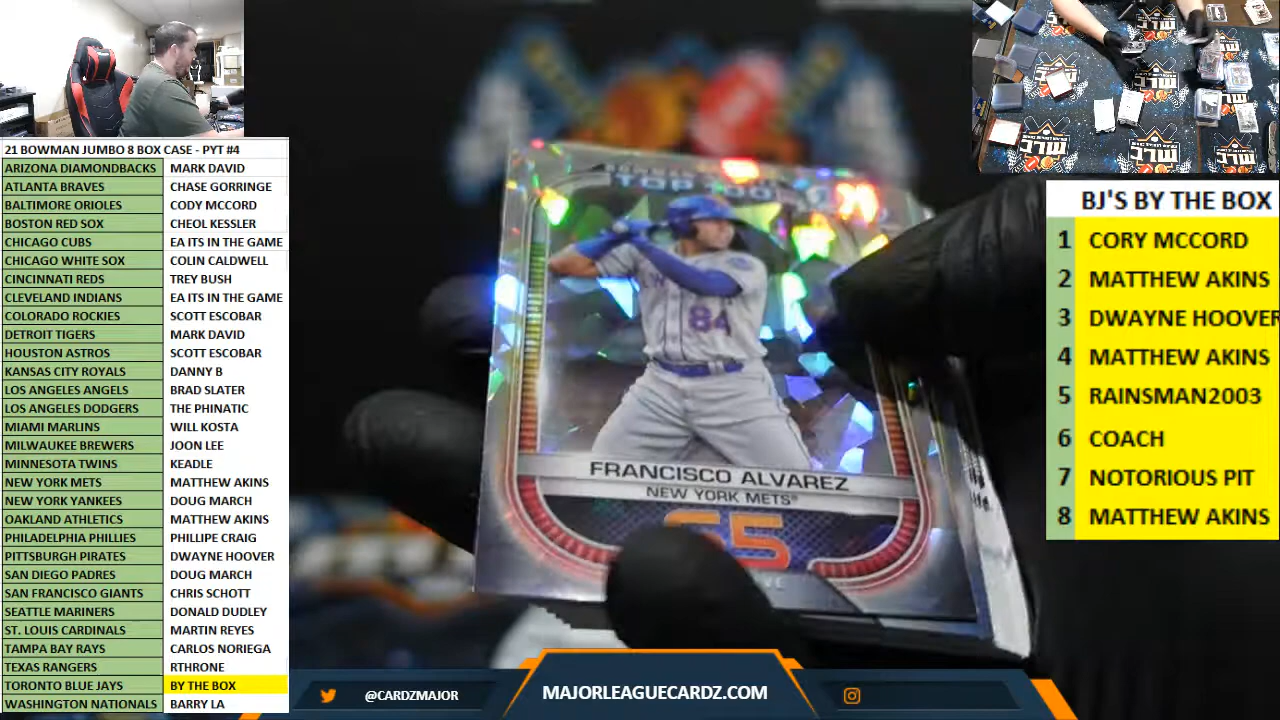 21 BOWMAN JUMBO 8 BOX CASE - PYT #4
ARIZONA DIAMONDBACKS MARK DAVID
ATLANTA BRAVES CHASE GORRINGE
BALTIMORE ORIOLES CODY MCCORD
BOSTON RED SOX CHEOL KESSLER
CHICAGO CUBS EA ITS IN THE GAME
CHICAGO WHITE SOX COLIN CALDWELL
CINCINNATI REDS TREY BUSH
CLEVELAND INDIANS EA ITS IN THE GAME
COLORADO ROCKIES SCOTT ESCOBAR
DETROIT TIGERS MARK DAVID
HOUSTON ASTROS SCOTT ESCOBAR
KANSAS CITY ROYALS DANNY B
LOS ANGELES ANGELS BRAD SLATER
LOS ANGELES DODGERS THE PHINATIC
MIAMI MARLINS WILL KOSTA
MILWAUKEE BREWERS JOON LEE
MINNESOTA TWINS KEADLE
NEW YORK METS MATTHEW AKINS
NEW YORK YANKEES DOUG MARCH
OAKLAND ATHLETICS MATTHEW AKINS
PHILADELPHIA PHILLIES PHILLIPE CRAIG
PITTSBURGH PIRATES DWAYNE HOOVER
SAN DIEGO PADRES DOUG MARCH
SAN FRANCISCO GIANTS CHRIS SCHOTT
SEATTLE MARINERS DONALD DUDLEY
ST. LOUIS CARDINALS MARTIN REYES
TAMPA BAY RAYS CARLOS NORIEGA
TEXAS RANGERS RTHRONE
TORONTO BLUE JAYS BY THE BOX
WASHINGTON NATIONALS BARRY LA
TOP 100
84
FRANCISCO ALVAREZ
NEW YORK METS
BJ'S BY THE BOX
1 CORY MCCORD
2 MATTHEW AKINS
3 DWAYNE HOOVER
4 MATTHEW AKINS
5 RAINSMAN2003
6 COACH
7 NOTORIOUS PIT
8 MATTHEW AKINS
@CARDZMAJOR
MAJORLEAGUECARDZ.COM